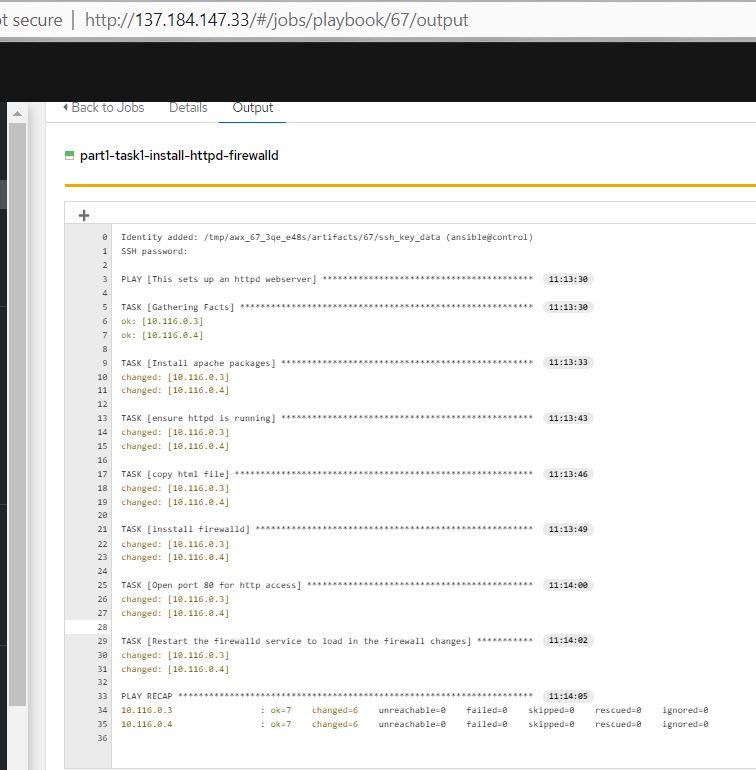 t secure | http://137.184.147.33/#/jobs/playbook/67/output
Back to Jobs Details Output
part1-task1-install-httpd-firewalld
+
0 Identity added: /tmp/awx_67_3qe_e48s/artifacts/67/ssh_key_data (ansible@control)
1 SSH password:
2
3 PLAY [This sets up an httpd webserver] ***************************************** 11:13:30
4
5 TASK [Gathering Facts] ********************************************************* 11:13:30
6 ok: [10.116.0.3]
7 ok: [10.116.0.4]
8
9 TASK [Install apache packages] ************************************************* 11:13:33
10 changed: [10.116.0.3]
11 changed: [10.116.0.4]
12
13 TASK [ensure httpd is running] ************************************************* 11:13:43
14 changed: [10.116.0.3]
15 changed: [10.116.0.4]
16
17 TASK [copy html file] ********************************************************** 11:13:46
18 changed: [10.116.0.3]
19 changed: [10.116.0.4]
20
21 TASK [insstall firewalld] ****************************************************** 11:13:49
22 changed: [10.116.0.3]
23 changed: [10.116.0.4]
24
25 TASK [Open port 80 for http access] ******************************************** 11:14:00
26 changed: [10.116.0.3]
27 changed: [10.116.0.4]
28
29 TASK [Restart the firewalld service to load in the firewall changes] *********** 11:14:02
30 changed: [10.116.0.3]
31 changed: [10.116.0.4]
32
33 PLAY RECAP ********************************************************************* 11:14:05
34 10.116.0.3 : ok=7 changed=6 unreachable=0 failed=0 skipped=0 rescued=0 ignored=0
35 10.116.0.4 : ok=7 changed=6 unreachable=0 failed=0 skipped=0 rescued=0 ignored=0
36